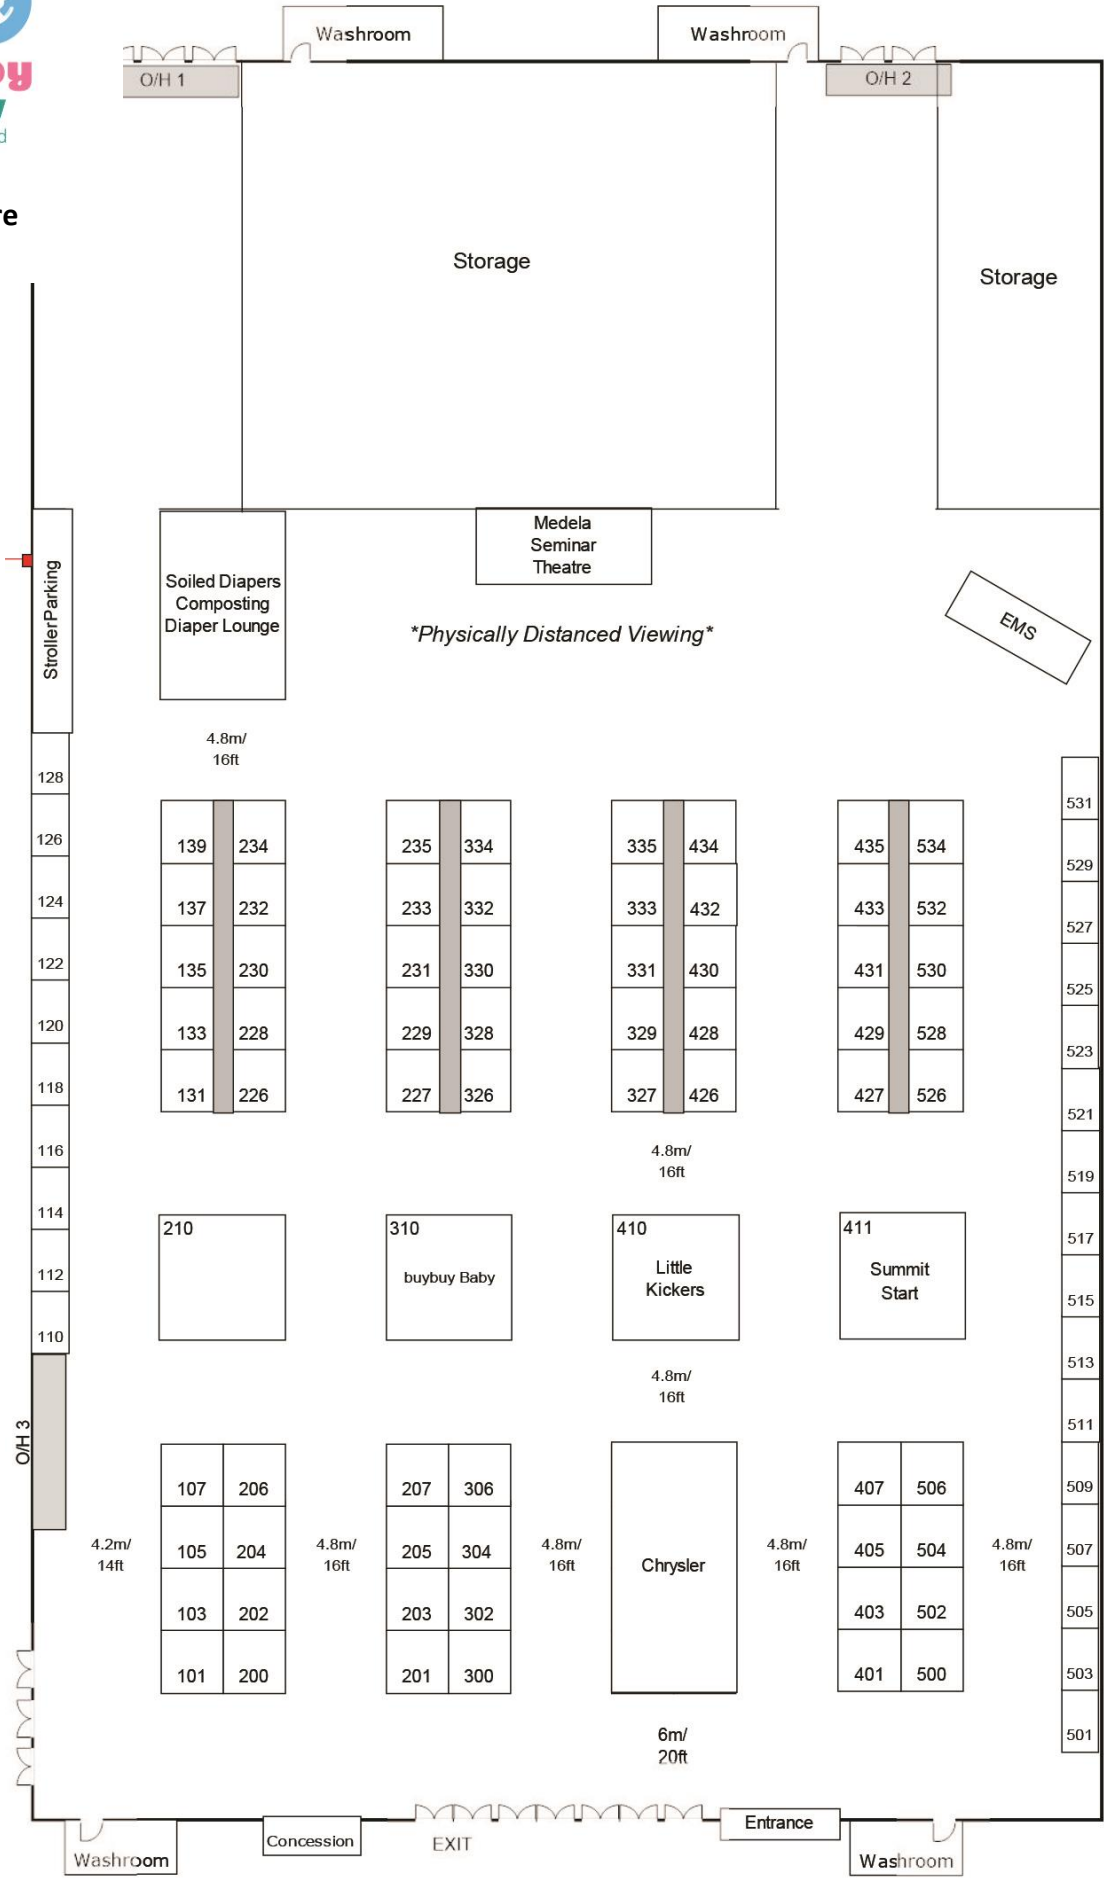 Washroom
Washroom
O/H 1
O/H 2
Storage
Storage
Medela
Seminar
Theatre
Stroller Parking
Soiled Diapers
Composting
Diaper Lounge
*Physically Distanced Viewing*
EMS
4.8m/
16ft
128
531
139 234 235 334 335 434 435 534
126
529
137 232 233 332 333 432 433 532
124
527
135 230 231 330 331 430 431 530
122
525
133 228 229 328 329 428 429 528
120
523
131 226 227 326 327 426 427 526
118
521
116
4.8m/
16ft
519
114
210
310
buybuy Baby
410
Little
Kickers
411
Summit
Start
517
112
515
110
513
4.8m/
16ft
511
O/H 3
107 206 207 306
407 506
509
4.2m/
14ft
105 204
4.8m/
16ft
205 304
4.8m/
16ft
Chrysler
4.8m/
16ft
405 504
4.8m/
16ft
507
103 202 203 302
403 502
505
101 200 201 300
401 500
503
6m/
20ft
501
Washroom
Concession
EXIT
Entrance
Washroom